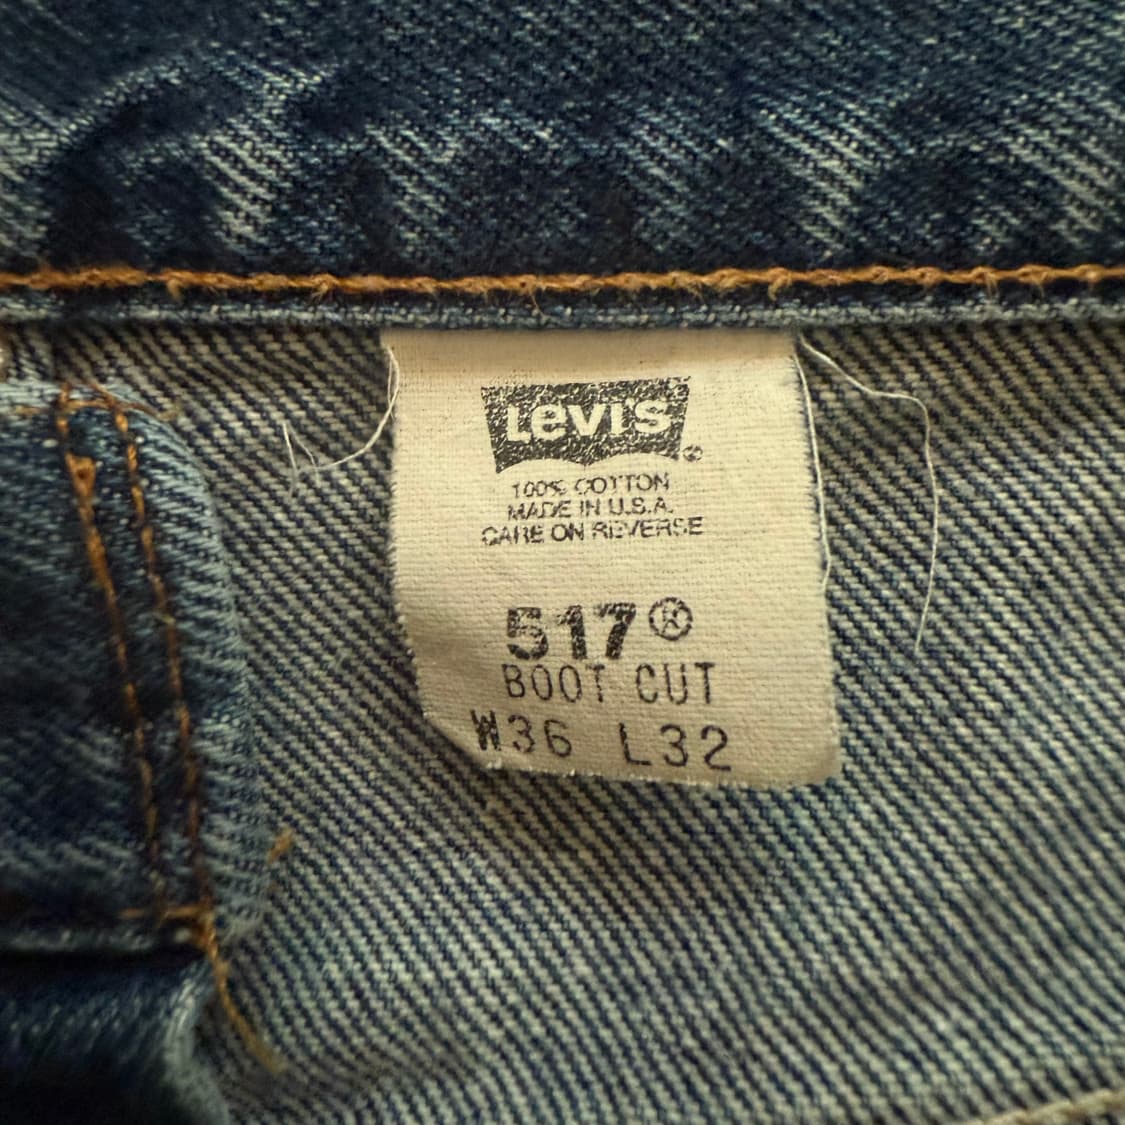 Levi's ®
100% COTTON
MADE IN U.S.A.
CARE ON REVERSE
517®
BOOT CUT
W36 L32